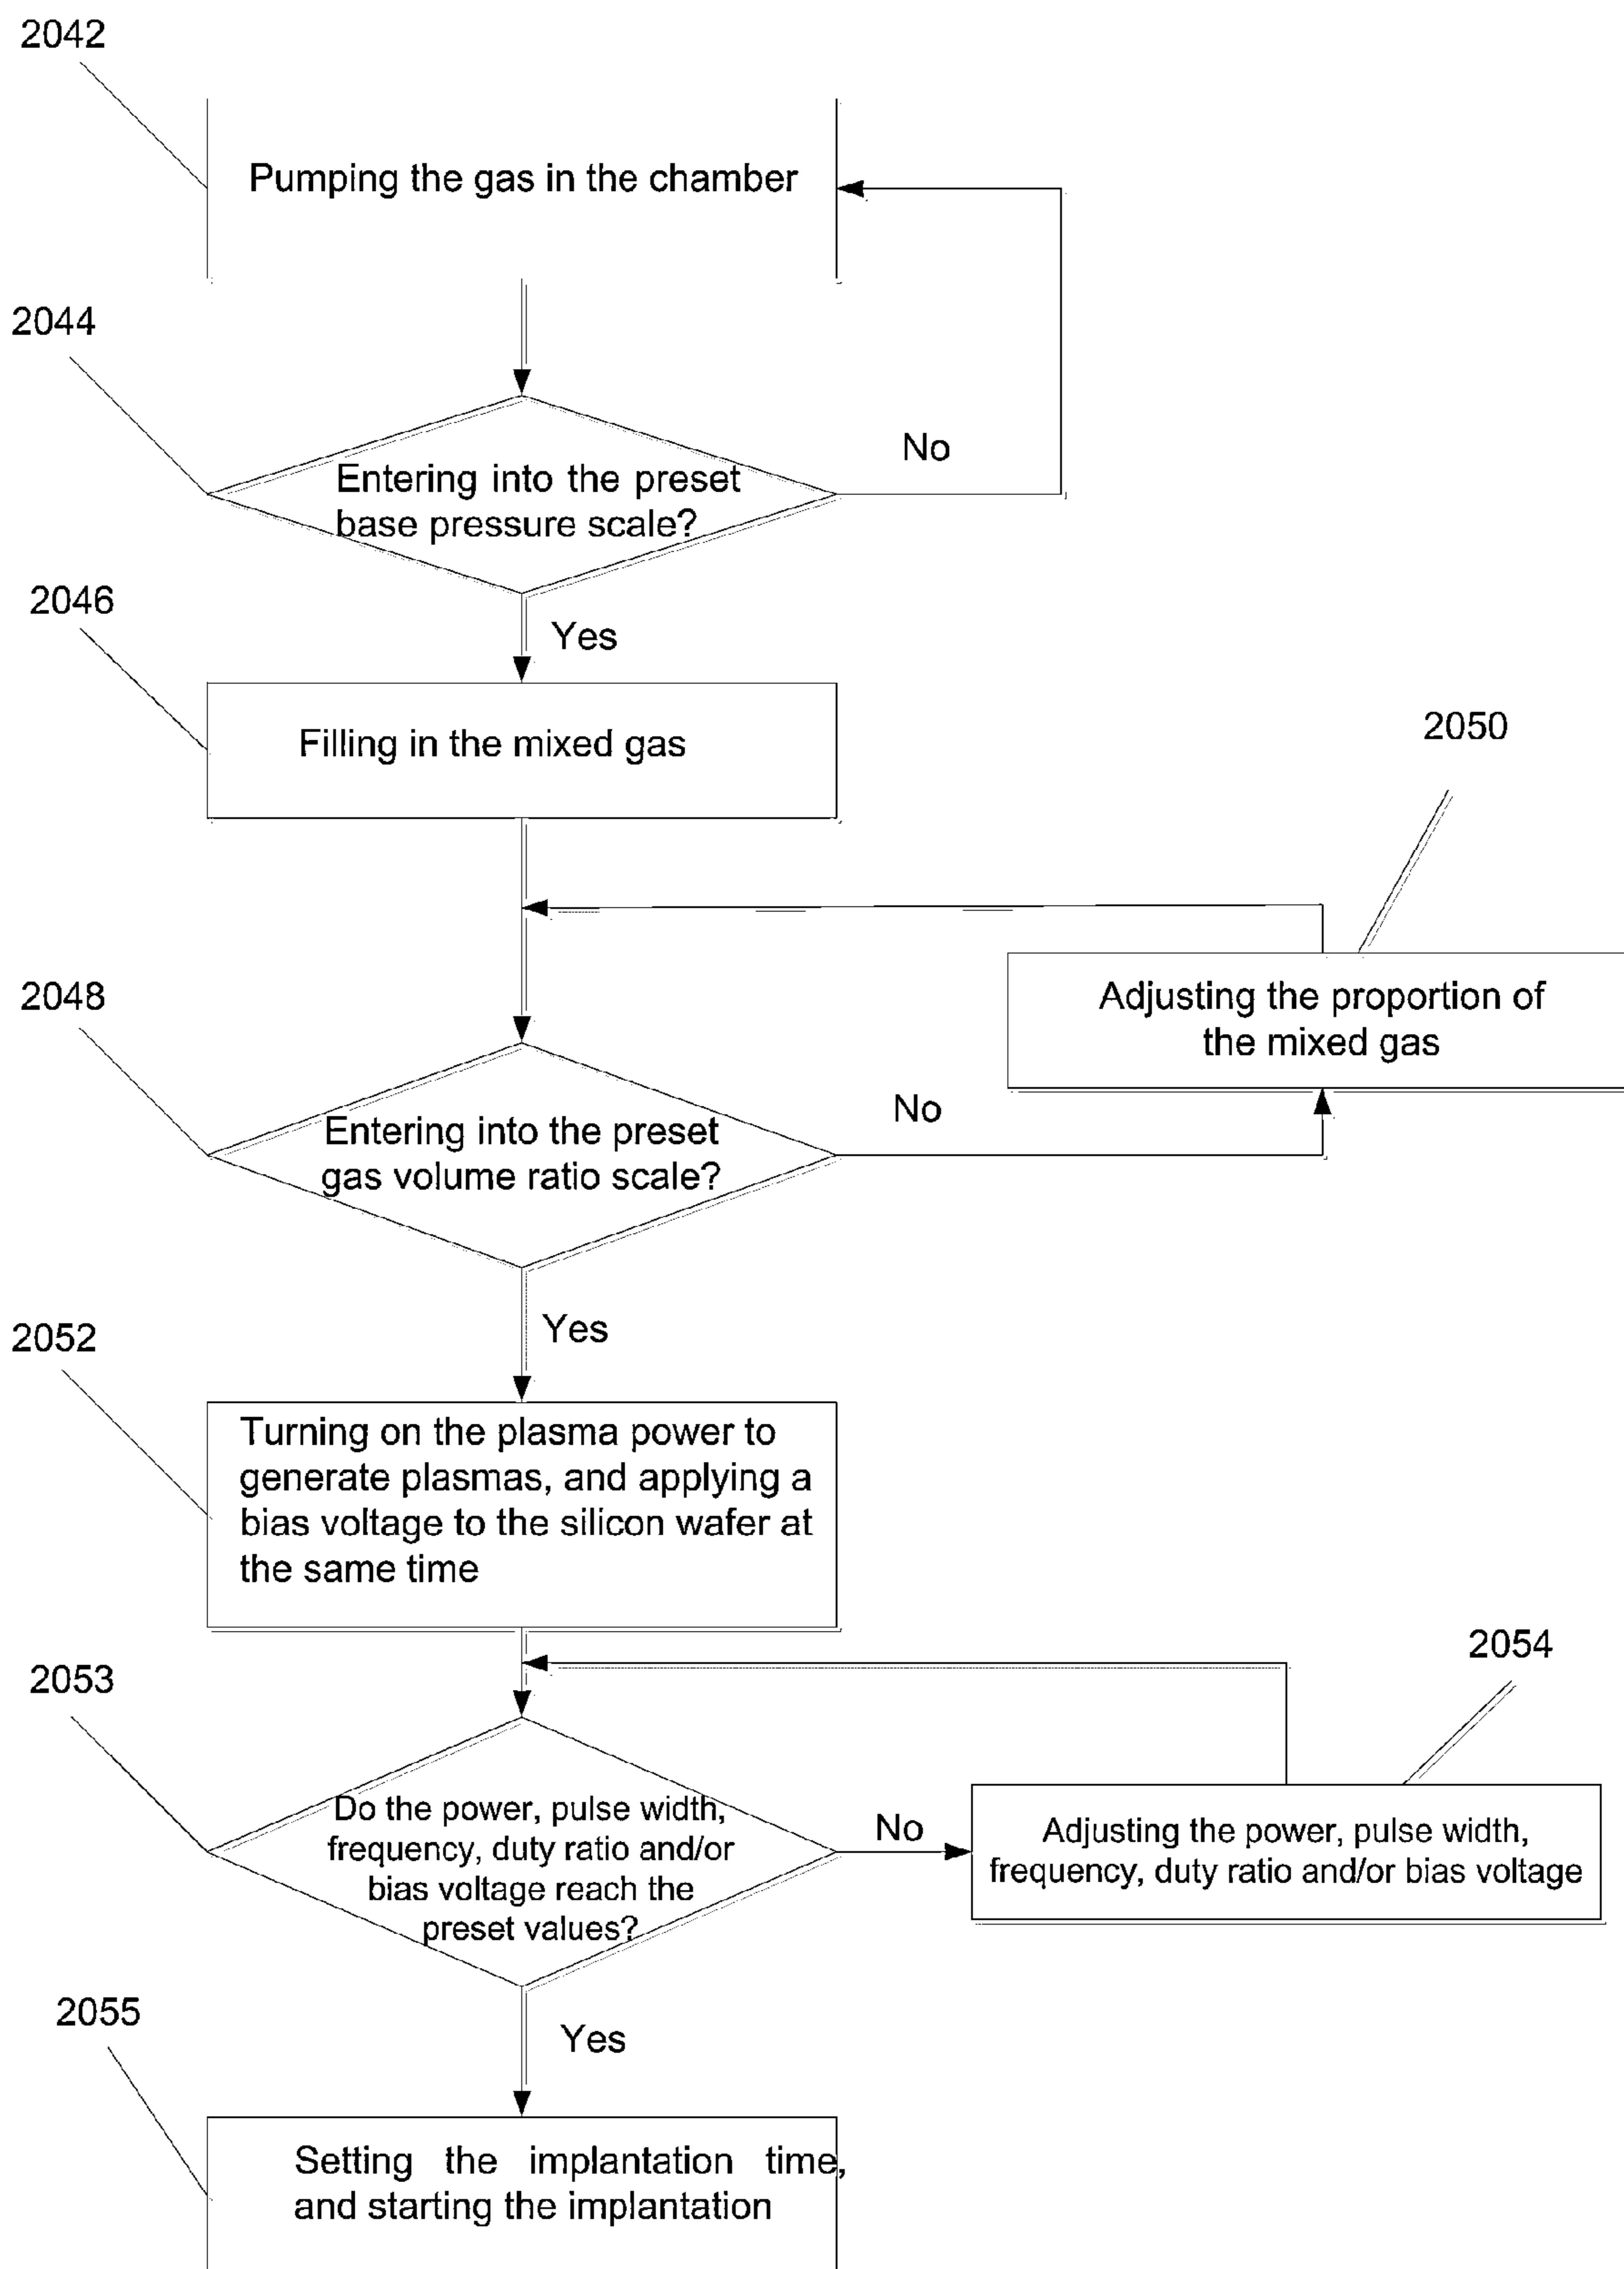 2042
Pumping the gas in the chamber
2044
No
Entering into the preset
base pressure scale?
2046
Yes
Filling in the mixed gas
2050
2048
Adjusting the proportion of
the mixed gas
No
Entering into the preset
gas volume ratio scale?
Yes
2052
Turning on the plasma power to
generate plasmas, and applying a
bias voltage to the silicon wafer at
the same time
2054
2053
Do the power, pulse width,
frequency, duty ratio and/or
bias voltage reach the
preset values?
No
Adjusting the power, pulse width,
frequency, duty ratio and/or bias voltage
2055
Yes
Setting the implantation time,
and starting the implantation